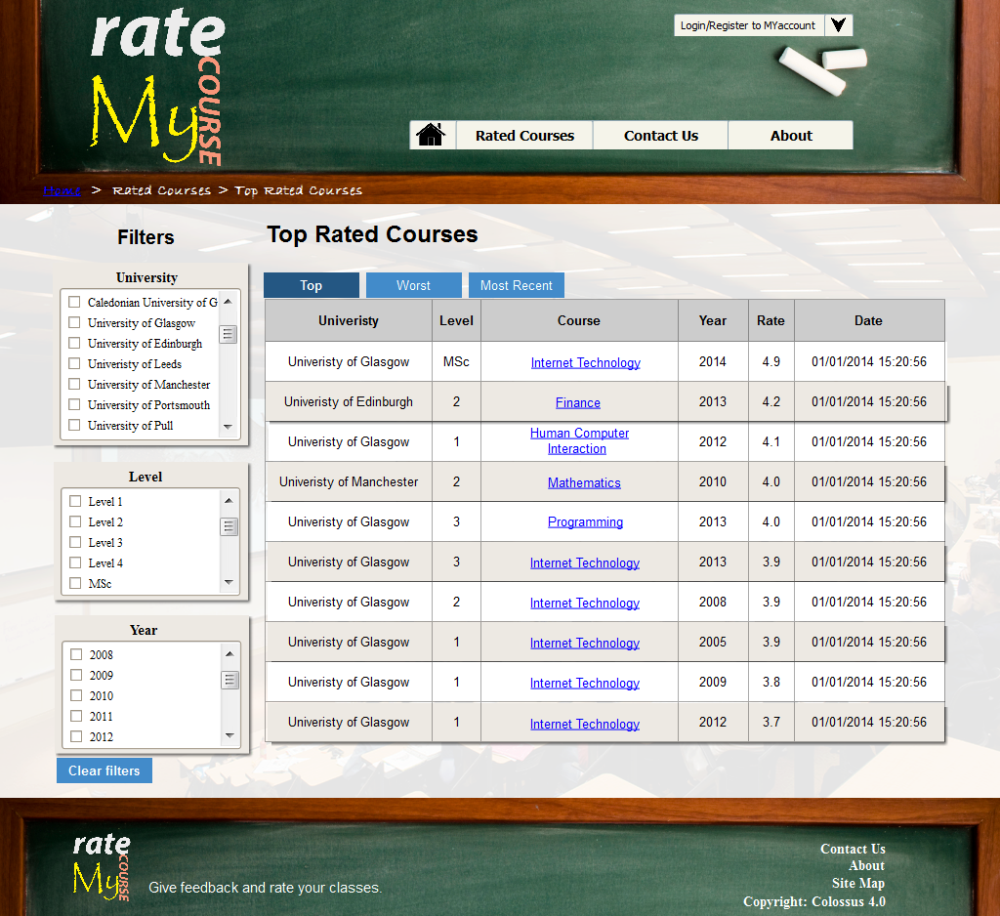 rate
My
COURSE
Login/Register to MYaccount
Rated Courses
Contact Us
About
Home > Rated Courses > Top Rated Courses
Filters
University
Caledonian University of G
University of Glasgow
University of Edinburgh
Univeristy of Leeds
University of Manchester
University of Portsmouth
University of Pull
Level
Level 1
Level 2
Level 3
Level 4
MSc
Year
2008
2009
2010
2011
2012
Clear filters
Top Rated Courses
Top Worst Most Recent
Univeristy Level Course Year Rate Date
Univeristy of Glasgow MSc Internet Technology 2014 4.9 01/01/2014 15:20:56
Univeristy of Edinburgh 2 Finance 2013 4.2 01/01/2014 15:20:56
Univeristy of Glasgow 1 Human Computer Interaction 2012 4.1 01/01/2014 15:20:56
Univeristy of Manchester 2 Mathematics 2010 4.0 01/01/2014 15:20:56
Univeristy of Glasgow 3 Programming 2013 4.0 01/01/2014 15:20:56
Univeristy of Glasgow 3 Internet Technology 2013 3.9 01/01/2014 15:20:56
Univeristy of Glasgow 2 Internet Technology 2008 3.9 01/01/2014 15:20:56
Univeristy of Glasgow 1 Internet Technology 2005 3.9 01/01/2014 15:20:56
Univeristy of Glasgow 1 Internet Technology 2009 3.8 01/01/2014 15:20:56
Univeristy of Glasgow 1 Internet Technology 2012 3.7 01/01/2014 15:20:56
rate
My
COURSE
Give feedback and rate your classes.
Contact Us
About
Site Map
Copyright: Colossus 4.0